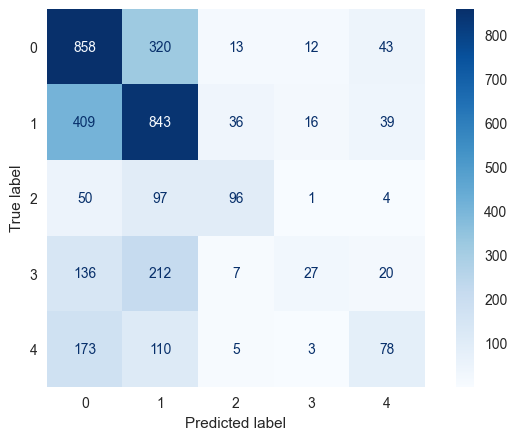 0 858 320 13 12 43
1 409 843 36 16 39
2 50 97 96 1 4
3 136 212 7 27 20
4 173 110 5 3 78
0 1 2 3 4
True label
Predicted label
800
700
600
500
400
300
200
100